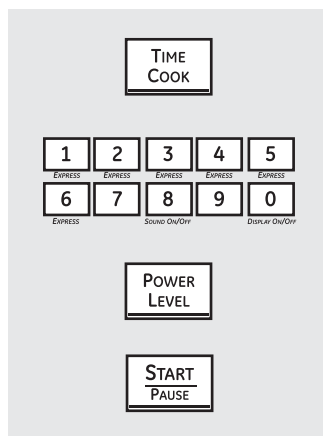 TIME
COOK
1 2 3 4 5
EXPRESS EXPRESS EXPRESS EXPRESS EXPRESS
6 7 8 9 0
EXPRESS SOUND ON/OFF DISPLAY ON/OFF
POWER
LEVEL
START
PAUSE